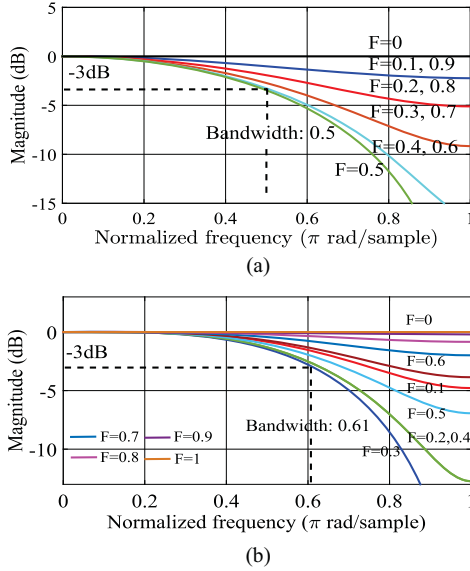 0
-5
-10
-15
Magnitude (dB)
-3dB
F=0
F=0.1, 0.9
F=0.2, 0.8
F=0.3, 0.7
F=0.4, 0.6
F=0.5
Bandwidth: 0.5
0 0.2 0.4 0.6 0.8 1
Normalized frequency (π rad/sample)
(a)
0
-5
-10
Magnitude (dB)
-3dB
F=0
F=0.6
F=0.1
F=0.5
F=0.2,0.4
F=0.3
Bandwidth: 0.61
F=0.7 F=0.9
F=0.8 F=1
0 0.2 0.4 0.6 0.8 1
Normalized frequency (π rad/sample)
(b)